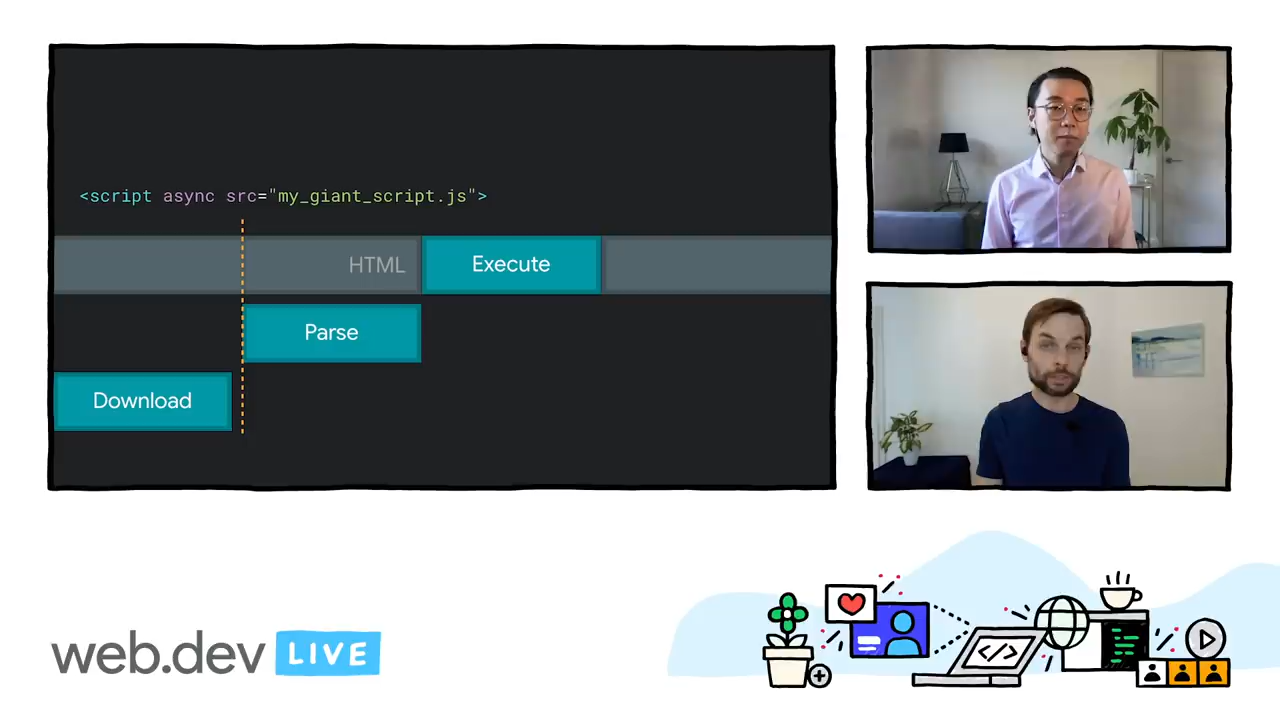 <script async src="my_giant_script.js">
HTML
Execute
Parse
Download
web.dev LIVE
</>